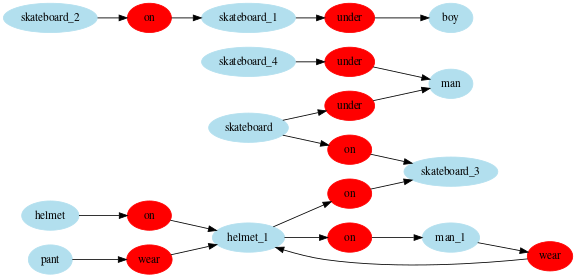 skateboard_2 on skateboard_1 under boy
skateboard_4 under man
skateboard under
on skateboard_3
on
helmet on helmet_1 on man_1
pant wear wear